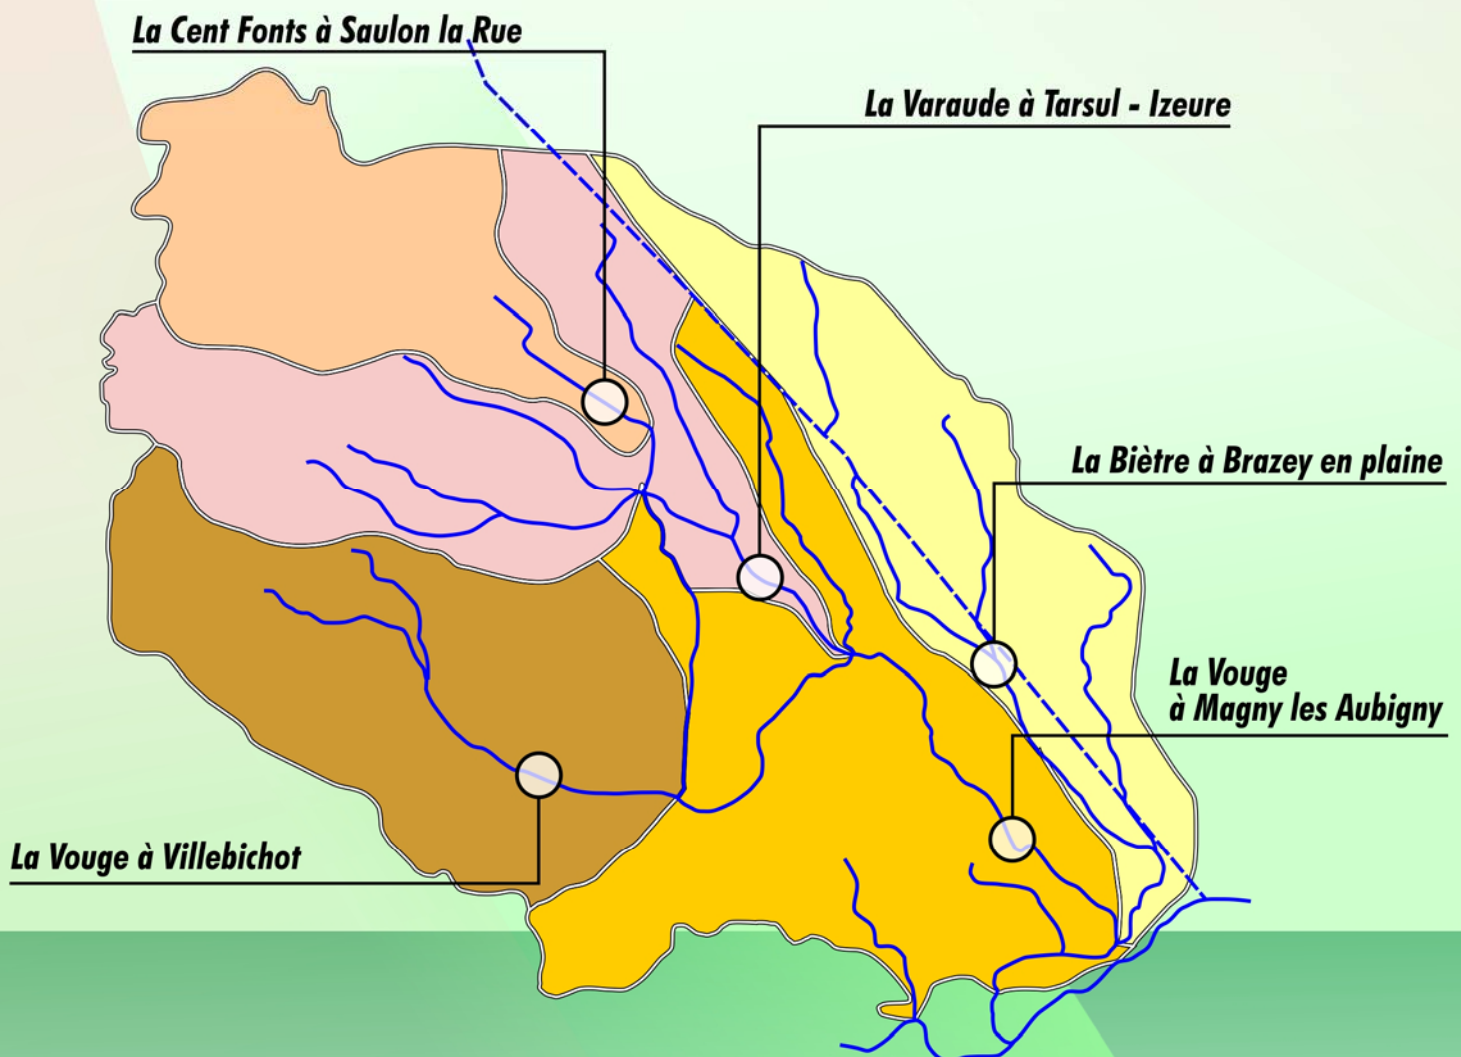 La Cent Fonts à Saulon la Rue
La Varaude à Tarsul - Izeure
La Biètre à Brazey en plaine
La Vouge
à Magny les Aubigny
La Vouge à Villebichot